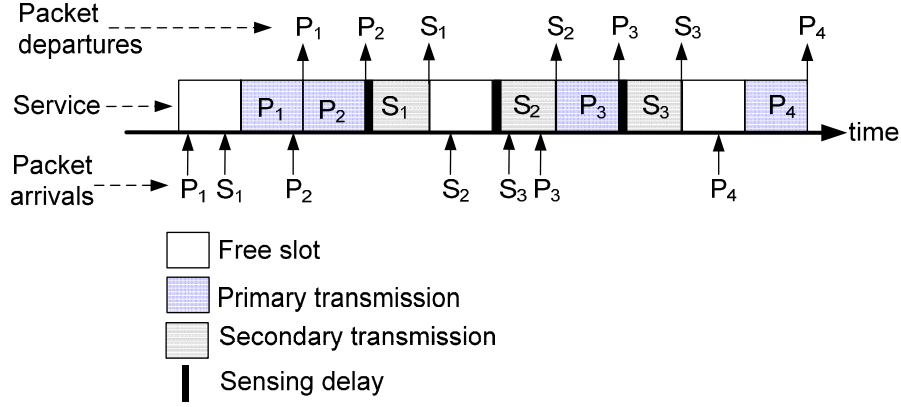 Packet departures
P₁ P₂ S₁ S₂ P₃ S₃ P₄
Service
P₁ P₂ S₁ S₂ P₃ S₃ P₄
time
Packet arrivals
P₁ S₁ P₂ S₂ S₃ P₃ P₄
Free slot
Primary transmission
Secondary transmission
Sensing delay